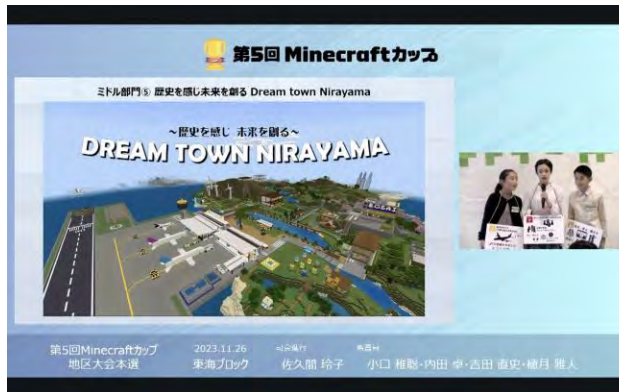 第5回 Minecraftカップ
ミドル部門⑤ 歴史を感じ未来を創る Dream town Nirayama
~歴史を感じ 未来を創る~
DREAM TOWN NIRAYAMA
第5回Minecraftカップ
地区大会本選
2023.11.26
東海ブロック
佐久間 玲子
小口 稚聡・内田 卓・吉田 直史・穂月 雅人